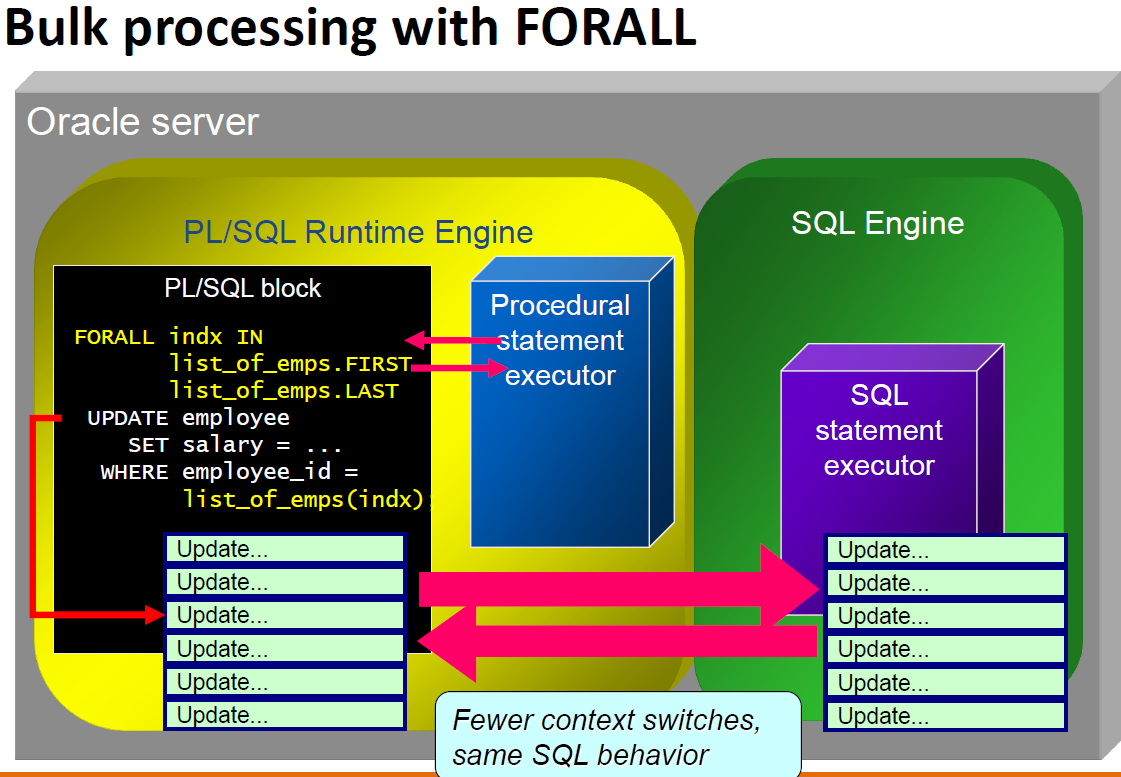 Bulk processing with FORALL
Oracle server
PL/SQL Runtime Engine
PL/SQL block
FORALL indx IN
list_of_emps.FIRST
list_of_emps.LAST
UPDATE employee
SET salary = ...
WHERE employee_id =
list_of_emps(indx);
Update...
Update...
Update...
Update...
Update...
Update...
Procedural
statement
executor
SQL Engine
SQL
statement
executor
Update...
Update...
Update...
Update...
Update...
Update...
Fewer context switches,
same SQL behavior